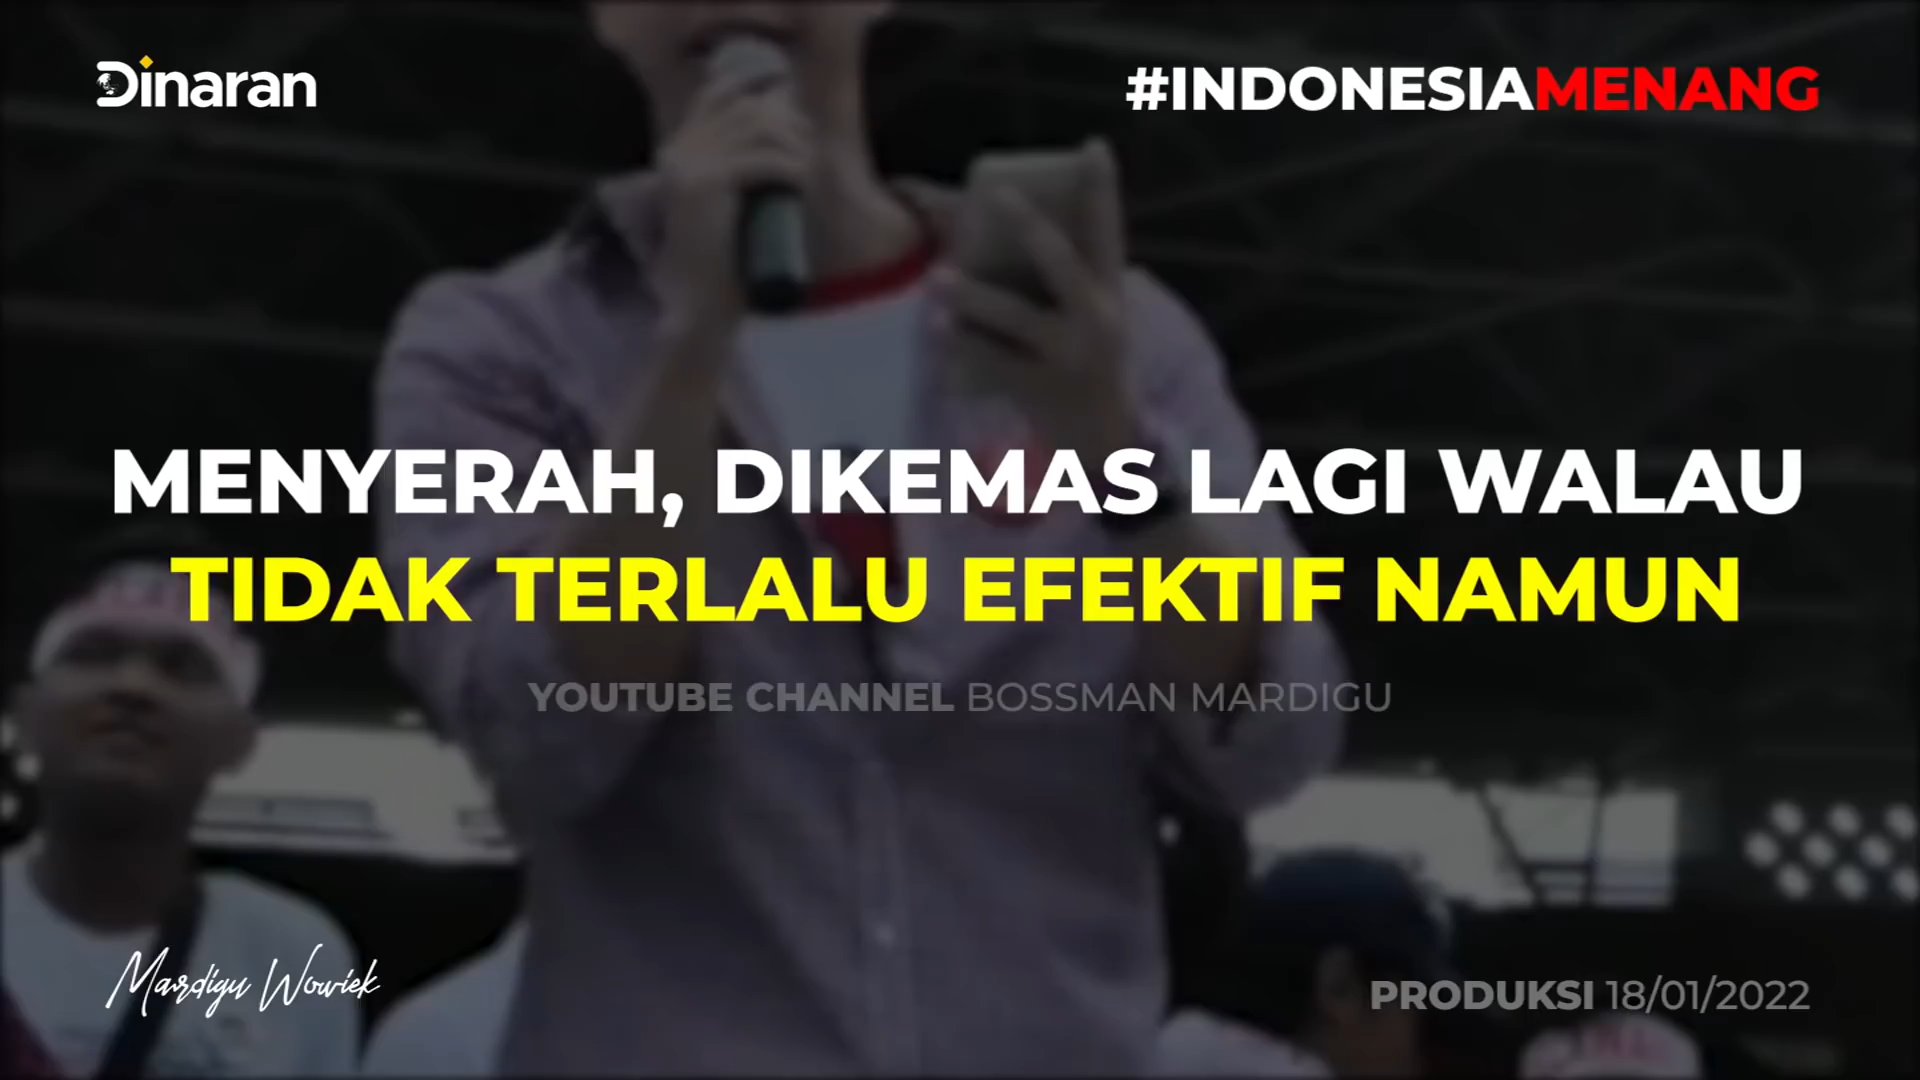 Dinaran
#INDONESIAMENANG
MENYERAH, DIKEMAS LAGI WALAU
TIDAK TERLALU EFEKTIF NAMUN
YOUTUBE CHANNEL BOSSMAN MARDIGU
Mardigu Wowiek
PRODUKSI 18/01/2022